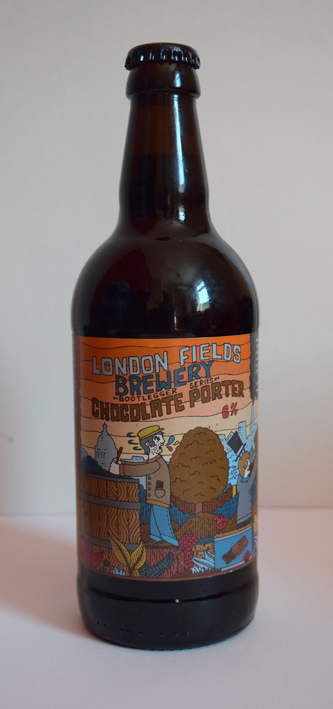 LONDON FIELDS
BREWERY
BOOTLEGGER SERIES
CHOCOLATE PORTER
6%